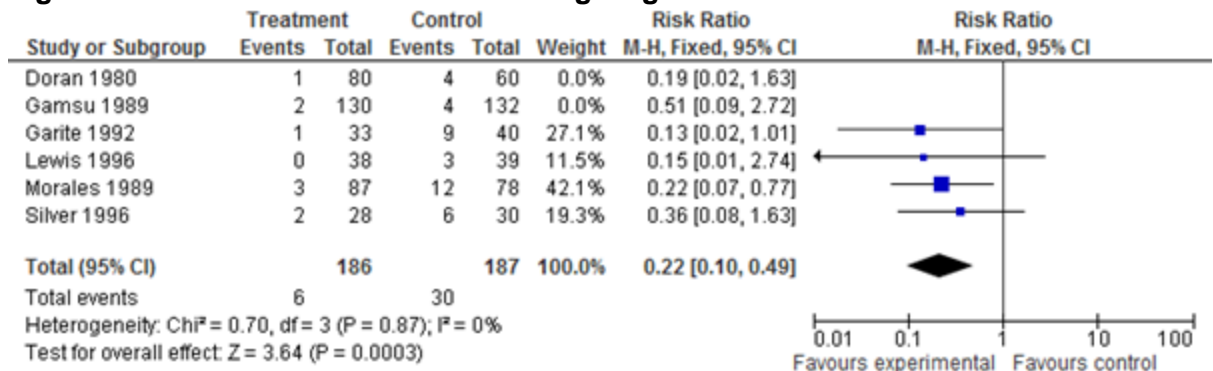 Treatment Control Risk Ratio Risk Ratio
Study or Subgroup Events Total Events Total Weight M-H, Fixed, 95% CI M-H, Fixed, 95% CI
Doran 1980 1 80 4 60 0.0% 0.19 [0.02, 1.63]
Gamsu 1989 2 130 4 132 0.0% 0.51 [0.09, 2.72]
Garite 1992 1 33 9 40 27.1% 0.13 [0.02, 1.01]
Lewis 1996 0 38 3 39 11.5% 0.15 [0.01, 2.74]
Morales 1989 3 87 12 78 42.1% 0.22 [0.07, 0.77]
Silver 1996 2 28 6 30 19.3% 0.36 [0.08, 1.63]
Total (95% CI) 186 187 100.0% 0.22 [0.10, 0.49]
Total events 6 30
Heterogeneity: Chi² = 0.70, df = 3 (P = 0.87); I² = 0%
Test for overall effect: Z = 3.64 (P = 0.0003)
0.01 0.1 1 10 100
Favours experimental Favours control